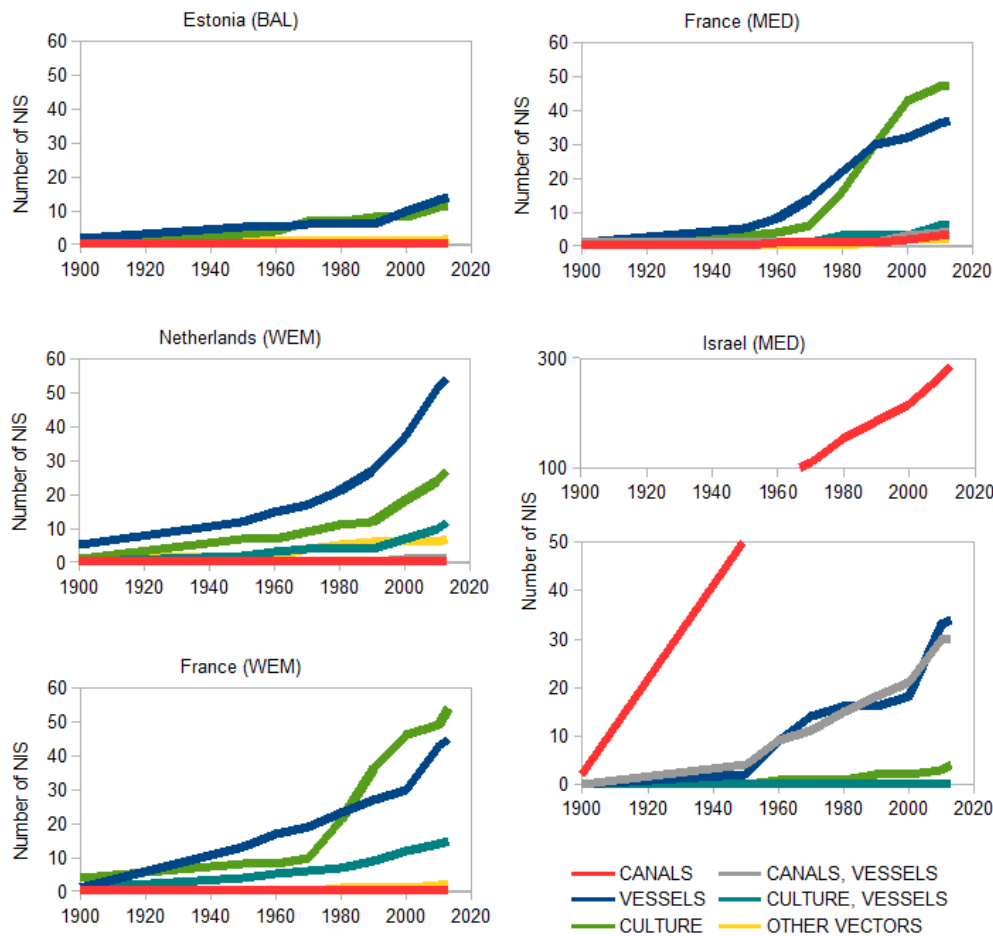 Estonia (BAL)
Number of NIS
60
50
40
30
20
10
0
1900 1920 1940 1960 1980 2000 2020
France (MED)
Number of NIS
60
50
40
30
20
10
0
1900 1920 1940 1960 1980 2000 2020
Netherlands (WEM)
Number of NIS
60
50
40
30
20
10
0
1900 1920 1940 1960 1980 2000 2020
Israel (MED)
300
100
1900 1920 1940 1960 1980 2000 2020
Number of NIS
50
40
30
20
10
0
1900 1920 1940 1960 1980 2000 2020
France (WEM)
Number of NIS
60
50
40
30
20
10
0
1900 1920 1940 1960 1980 2000 2020
CANALS
VESSELS
CULTURE
CANALS, VESSELS
CULTURE, VESSELS
OTHER VECTORS